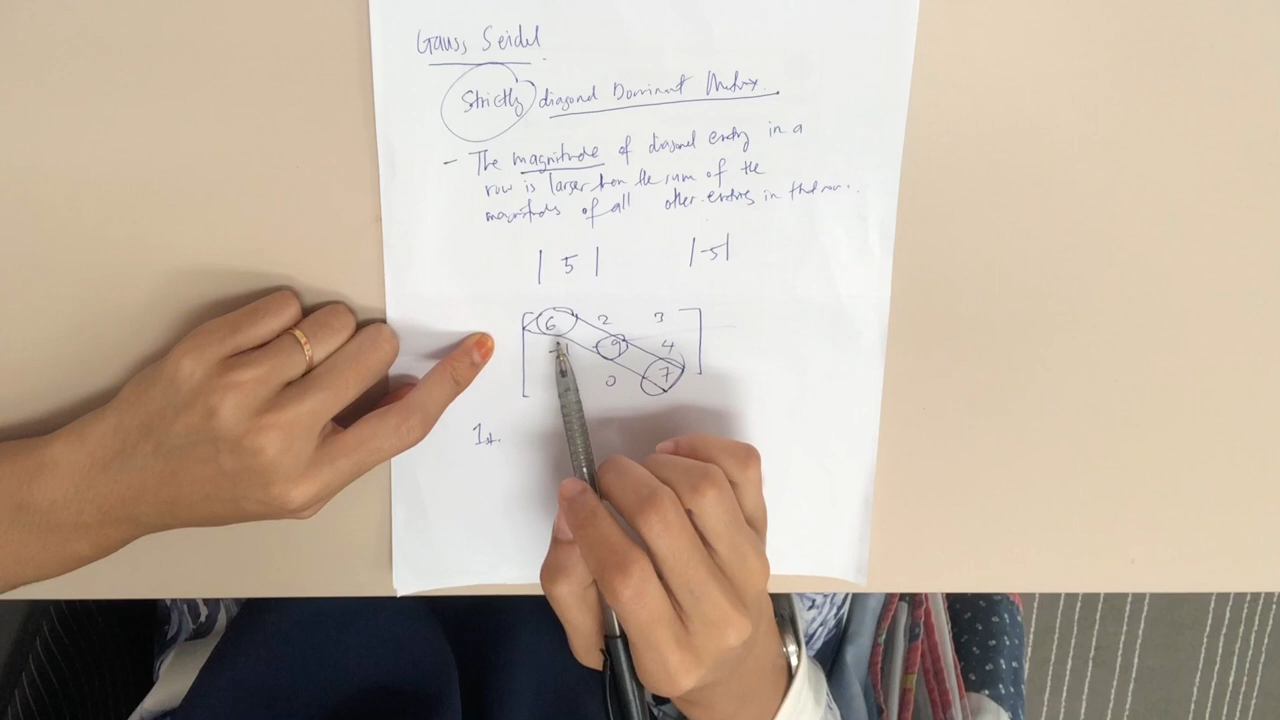 Gauss Seidel
Strictly diagonal Dominant Matrix.
- The magnitude of diagonal entry in a
row is larger than the sum of the
magnitudes of all other entries in that row.
|5| |-5|
6 2 3
-9 4
0 7
1st.